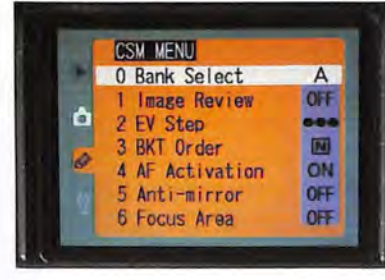 CSM MENU
0 Bank Select A
1 Image Review OFF
2 EV Step
3 BKT Order N
4 AF Activation ON
5 Anti-mirror OFF
6 Focus Area OFF